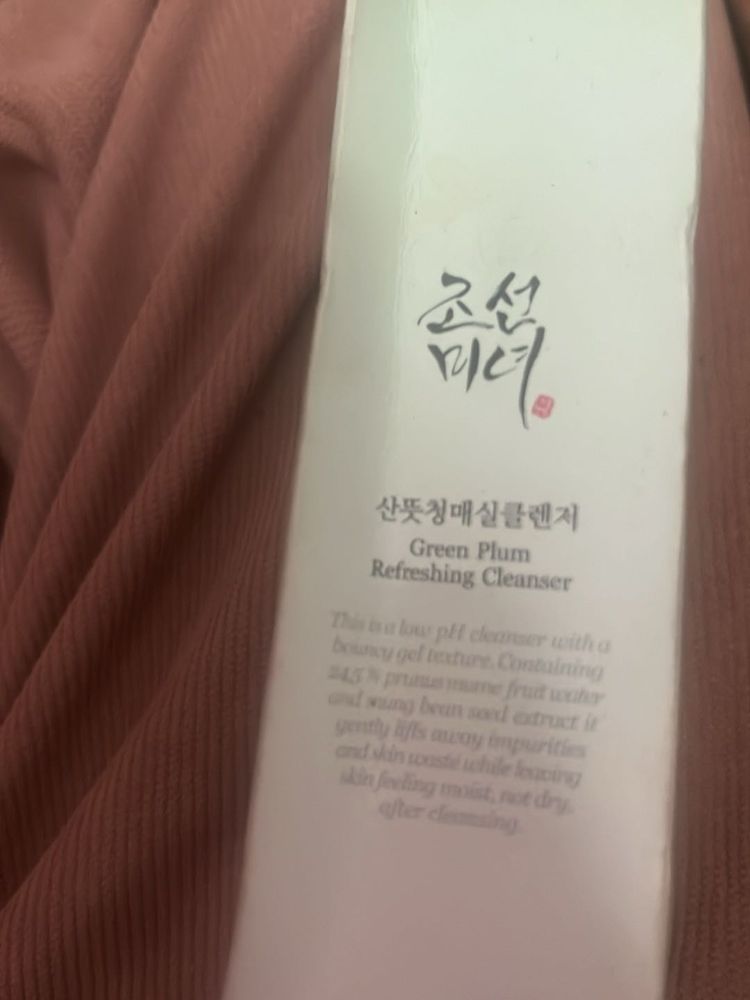 조선
미녀
산뜻청매실클렌저
Green Plum
Refreshing Cleanser
This is a low pH cleanser with a
bouncy gel texture. Containing
24.5 % prunus mume fruit water
and mung bean seed extract it
gently lifts away impurities
and skin waste while leaving
skin feeling moist, not dry,
after cleansing.